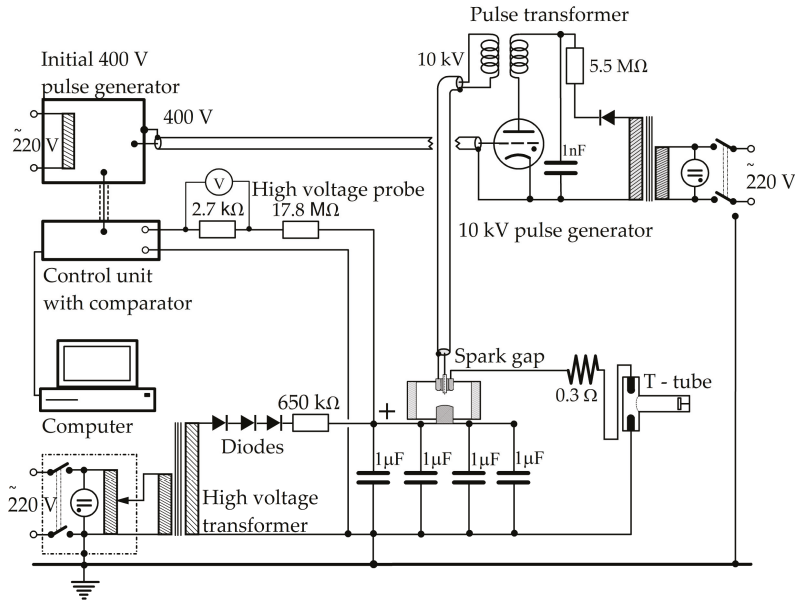 Pulse transformer
Initial 400 V
pulse generator
10 kV
5.5 MΩ
400 V
~
220 V
1nF
~
220 V
V
High voltage probe
2.7 kΩ
17.8 MΩ
10 kV pulse generator
Control unit
with comparator
Spark gap
T - tube
0.3 Ω
650 kΩ
+
Computer
Diodes
1μF
1μF
1μF
1μF
~
220 V
High voltage
transformer